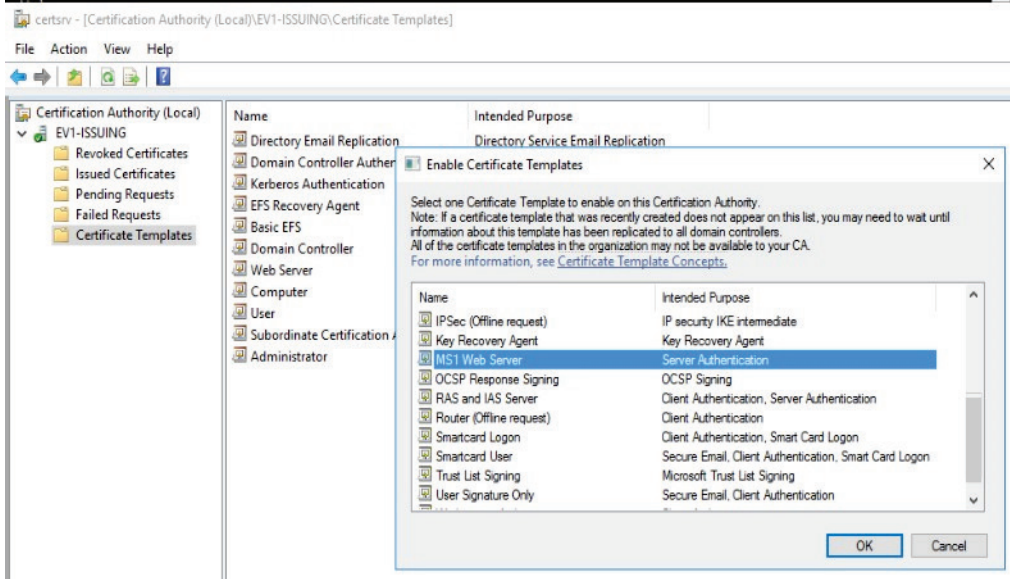 certsrv - [Certification Authority (Local)\EV1-ISSUING\Certificate Templates]
File Action View Help
Certification Authority (Local)
EV1-ISSUING
Revoked Certificates
Issued Certificates
Pending Requests
Failed Requests
Certificate Templates
Name Intended Purpose
Directory Email Replication Directory Service Email Replication
Domain Controller Authen
Kerberos Authentication
EFS Recovery Agent
Basic EFS
Domain Controller
Web Server
Computer
User
Subordinate Certification A
Administrator
Enable Certificate Templates
Select one Certificate Template to enable on this Certification Authority.
Note: If a certificate template that was recently created does not appear on this list, you may need to wait until
information about this template has been replicated to all domain controllers.
All of the certificate templates in the organization may not be available to your CA.
For more information, see Certificate Template Concepts.
Name Intended Purpose
IPSec (Offline request) IP security IKE intermediate
Key Recovery Agent Key Recovery Agent
MS1 Web Server Server Authentication
OCSP Response Signing OCSP Signing
RAS and IAS Server Client Authentication, Server Authentication
Router (Offline request) Client Authentication
Smartcard Logon Client Authentication, Smart Card Logon
Smartcard User Secure Email, Client Authentication, Smart Card Logon
Trust List Signing Microsoft Trust List Signing
User Signature Only Secure Email, Client Authentication
OK Cancel